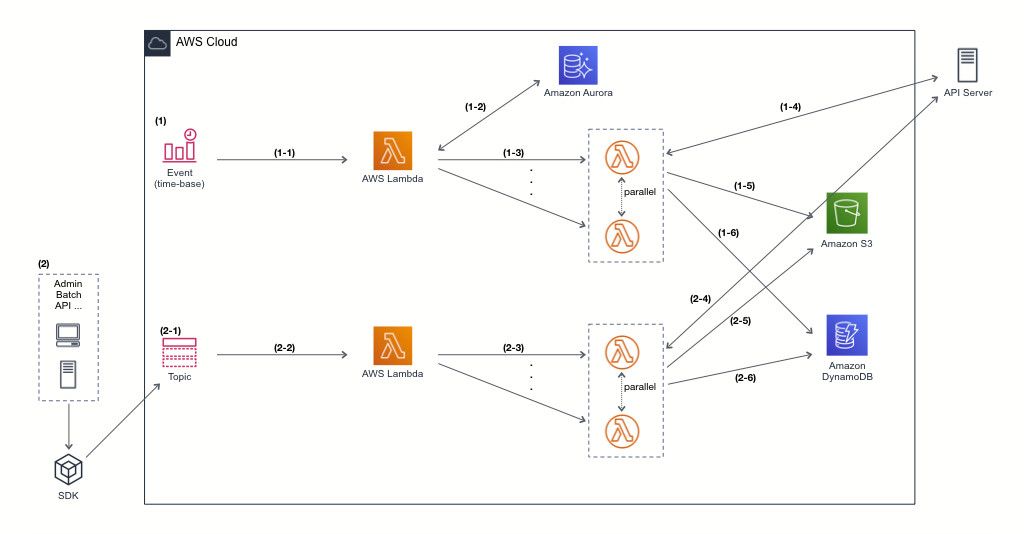 AWS Cloud
Amazon Aurora
API Server
(1)
Event
(time-base)
(1-1)
AWS Lambda
(1-2)
(1-3)
.
.
.
parallel
(1-4)
(1-5)
(1-6)
Amazon S3
(2)
Admin
Batch
API ...
SDK
(2-1)
Topic
(2-2)
AWS Lambda
(2-3)
.
.
.
parallel
(2-4)
(2-5)
(2-6)
Amazon
DynamoDB